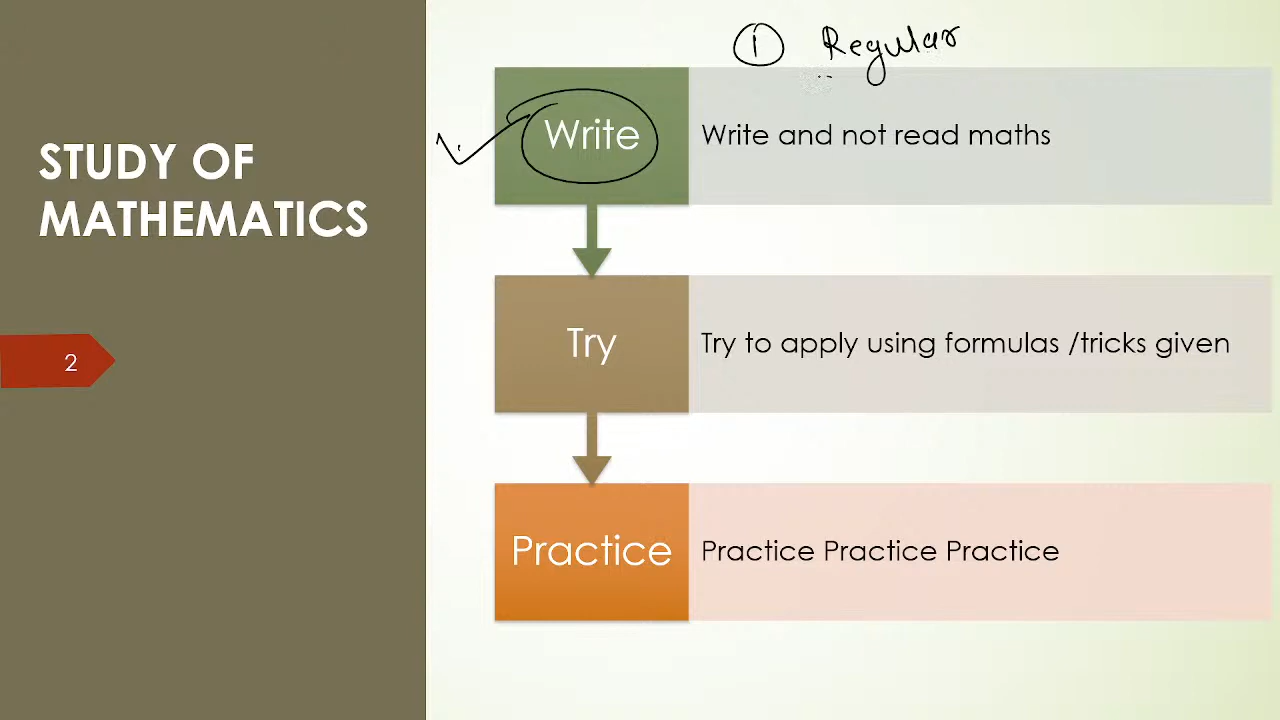 ① Regular
STUDY OF
MATHEMATICS
2
Write
Write and not read maths
Try
Try to apply using formulas /tricks given
Practice
Practice Practice Practice